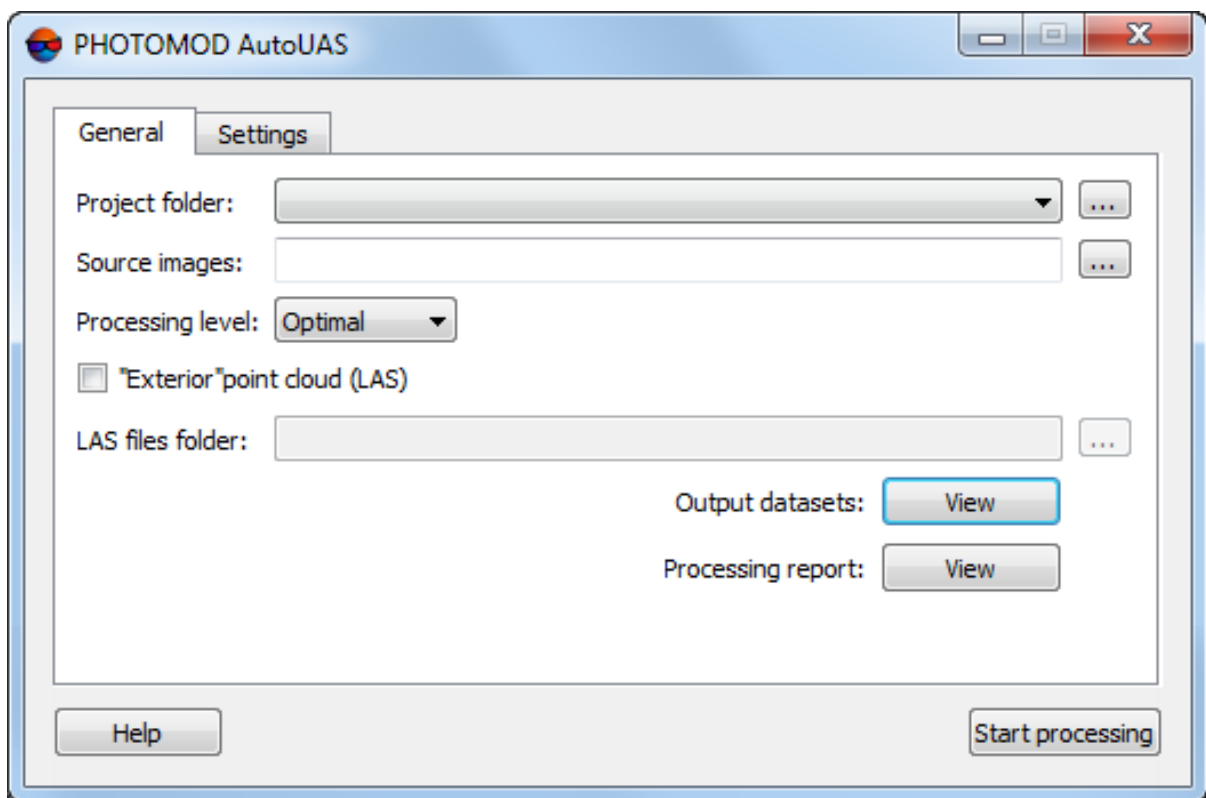 PHOTOMOD AutoUAS
General Settings
Project folder: ...
Source images: ...
Processing level: Optimal
"Exterior"point cloud (LAS)
LAS files folder: ...
Output datasets: View
Processing report: View
Help Start processing